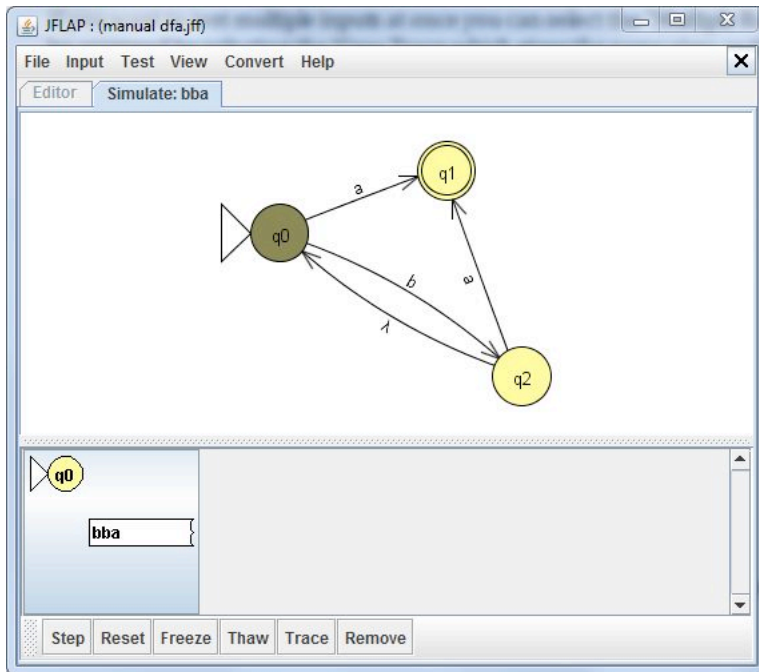 JFLAP : (manual dfa.jff)
File Input Test View Convert Help
Editor Simulate: bba
a
q1
q0
b
a
λ
q2
q0
bba
Step Reset Freeze Thaw Trace Remove